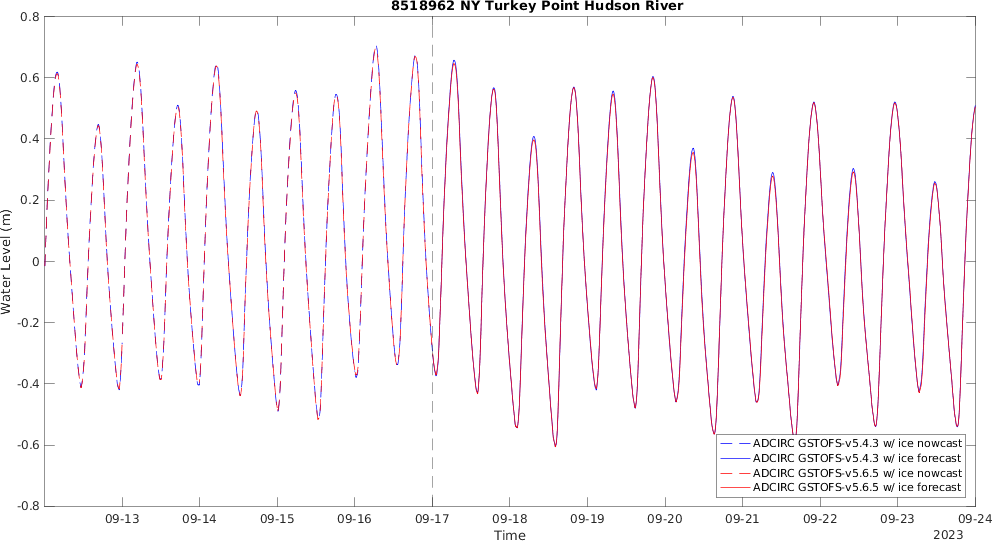 8518962 NY Turkey Point Hudson River
0.8
0.6
0.4
0.2
0
-0.2
-0.4
-0.6
-0.8
Water Level (m)
ADCIRC GSTOFS-v5.4.3 w/ ice nowcast
ADCIRC GSTOFS-v5.4.3 w/ ice forecast
ADCIRC GSTOFS-v5.6.5 w/ ice nowcast
ADCIRC GSTOFS-v5.6.5 w/ ice forecast
09-13 09-14 09-15 09-16 09-17 09-18 09-19 09-20 09-21 09-22 09-23 09-24
Time
2023